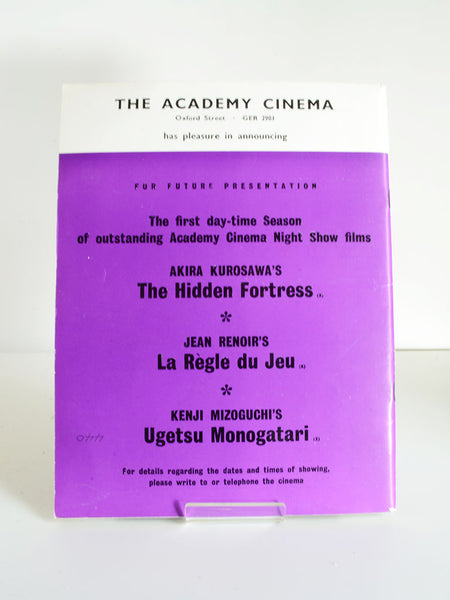 THE ACADEMY CINEMA
Oxford Street · GER 2981
has pleasure in announcing
FOR FUTURE PRESENTATION
The first day-time Season
of outstanding Academy Cinema Night Show films
AKIRA KUROSAWA'S
The Hidden Fortress
*
JEAN RENOIR'S
La Règle du Jeu
*
KENJI MIZOGUCHI'S
Ugetsu Monogatari
For details regarding the dates and times of showing,
please write to or telephone the cinema